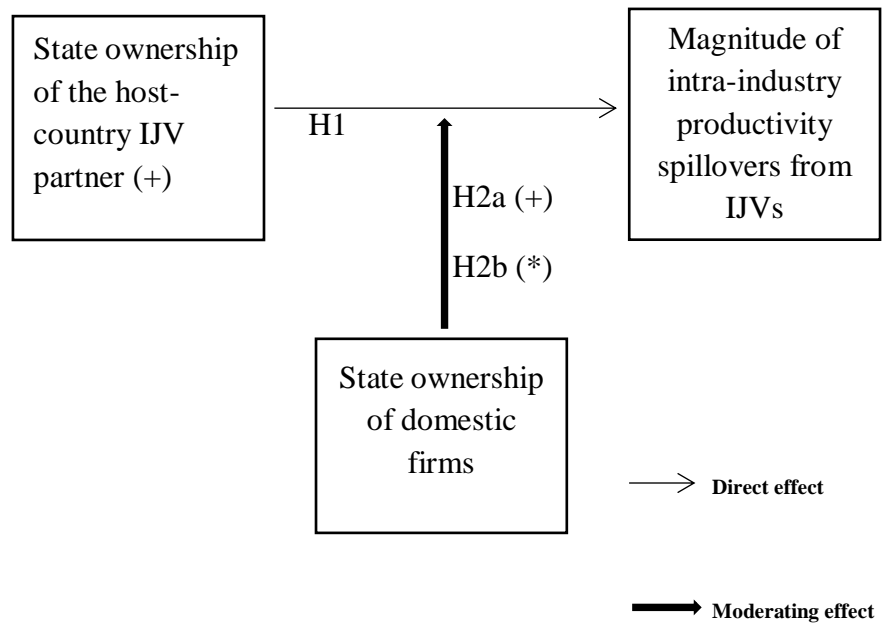 State ownership
of the host-
country IJV
partner (+)
H1
Magnitude of
intra-industry
productivity
spillovers from
IJVs
H2a (+)
H2b (*)
State ownership
of domestic
firms
Direct effect
Moderating effect